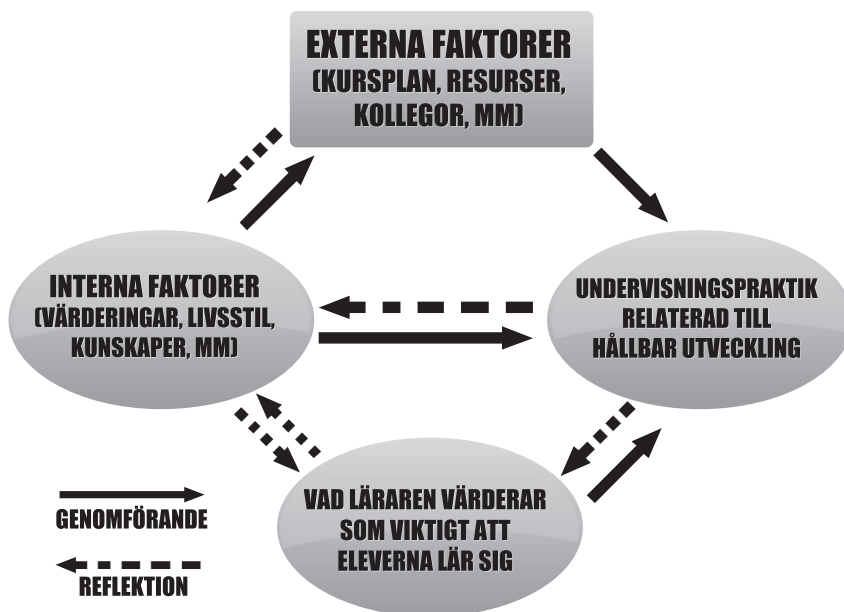 EXTERNA FAKTORER
(KURSPLAN, RESURSER,
KOLLEGOR, MM)
INTERNA FAKTORER
(VÄRDERINGAR, LIVSSTIL,
KUNSKAPER, MM)
UNDERVISNINGSPRAKTIK
RELATERAD TILL
HÅLLBAR UTVECKLING
VAD LÄRAREN VÄRDERAR
SOM VIKTIGT ATT
ELEVERNA LÄR SIG
GENOMFÖRANDE
REFLEKTION